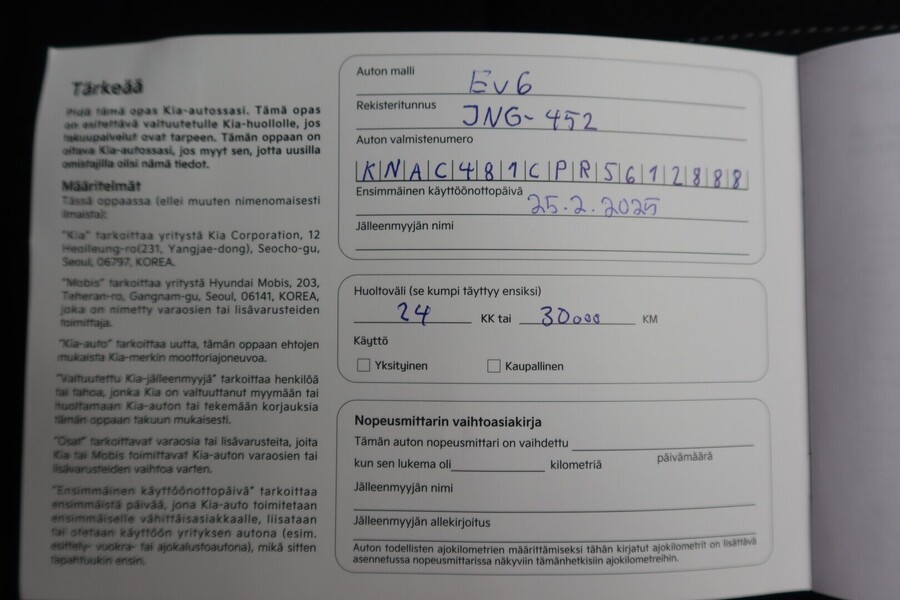 Tärkeää
Pidä tämä opas Kia-autossasi. Tämä opas
on esitettävä valtuutetulle Kia-huollolle, jos
takuupalvelut ovat tarpeen. Tämän oppaan on
oltava Kia-autossasi, jos myyt sen, jotta uusilla
omistajilla olisi nämä tiedot.
Määritelmät
Tässä oppaassa (ellei muuten nimenomaisesti
ilmaista):
"Kia" tarkoittaa yritystä Kia Corporation, 12
Heolleung-ro(231, Yangjae-dong), Seocho-gu,
Seoul, 06797, KOREA.
"Mobis" tarkoittaa yritystä Hyundai Mobis, 203,
Teheran-ro, Gangnam-gu, Seoul, 06141, KOREA,
joka on nimetty varaosien tai lisävarusteiden
toimittaja.
"Kia-auto" tarkoittaa uutta, tämän oppaan ehtojen
mukaista Kia-merkin moottoriajoneuvoa.
"Valtuutettu Kia-jälleenmyyjä" tarkoittaa henkilöä
tai tahoa, jonka Kia on valtuuttanut myymään tai
huoltamaan Kia-auton tai tekemään korjauksia
tämän oppaan takuun mukaisesti.
"Osat" tarkoittavat varaosia tai lisävarusteita, joita
Kia tai Mobis toimittavat Kia-auton varaosien tai
lisävarusteiden vaihtoa varten.
"Ensimmäinen käyttöönottopäivä" tarkoittaa
ensimmäistä päivää, jona Kia-auto toimitetaan
ensimmäiselle vähittäisasiakkaalle, liisataan
tai otetaan käyttöön yrityksen autona (esim.
esittely- vuokra- tai ajokalustoautona), mikä sitten
tapahtuukin ensin.
Auton malli EV6
Rekisteritunnus JNG-452
Auton valmistenumero
KNAC481CPR5612888
Ensimmäinen käyttöönottopäivä 25.2.2025
Jälleenmyyjän nimi
Huoltoväli (se kumpi täyttyy ensiksi)
24 KK tai 30000 KM
Käyttö
Yksityinen Kaupallinen
Nopeusmittarin vaihtoasiakirja
Tämän auton nopeusmittari on vaihdettu
päivämäärä
kun sen lukema oli kilometriä
Jälleenmyyjän nimi
Jälleenmyyjän allekirjoitus
Auton todellisten ajokilometrien määrittämiseksi tähän kirjatut ajokilometrit on lisättävä
asennetussa nopeusmittarissa näkyviin tämänhetkisiin ajokilometreihin.